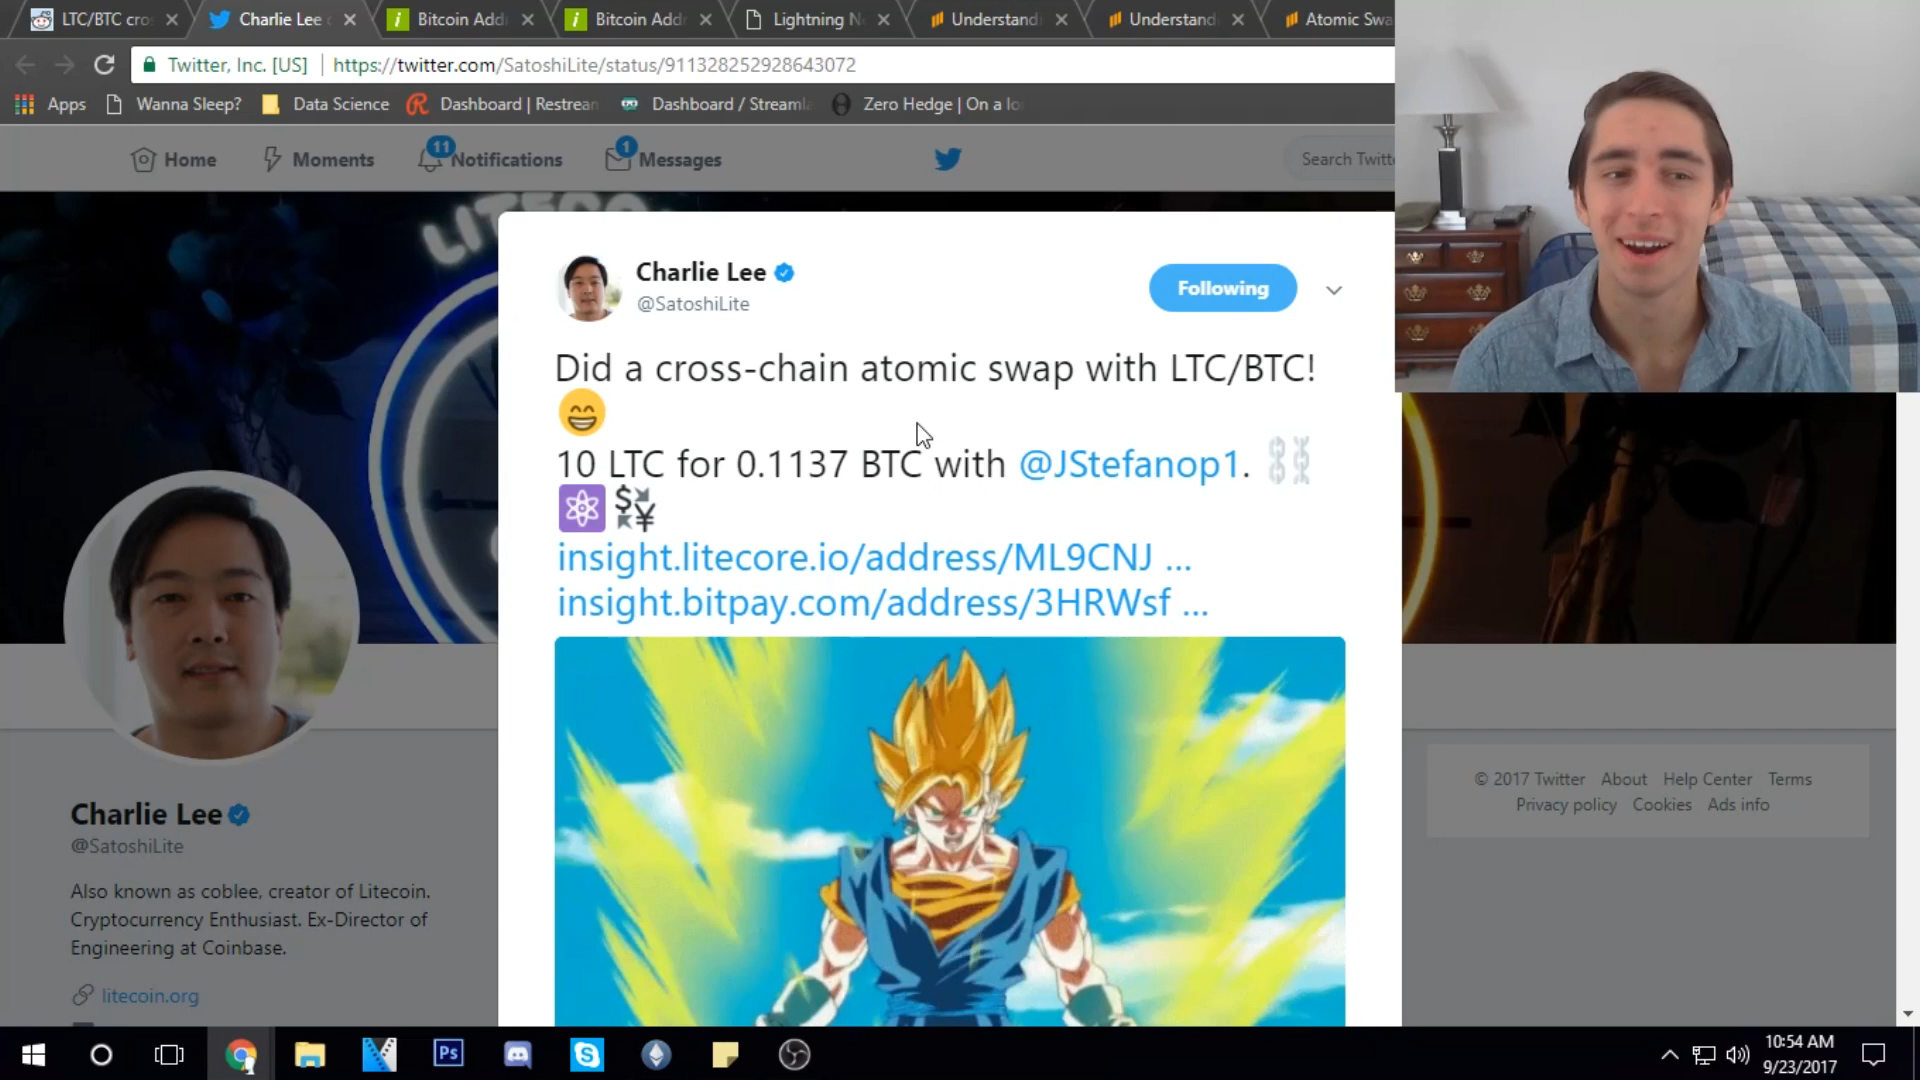 LTC/BTC cro
Charlie Lee
Bitcoin Add
Bitcoin Add
Lightning N
Understand
Understand
Atomic Swa
Twitter, Inc. [US]
https://twitter.com/SatoshiLite/status/911328252928643072
Apps
Wanna Sleep?
Data Science
Dashboard | Restrean
Dashboard / Streaml
Zero Hedge | On a lo
Home
Moments
11
Notifications
1
Messages
Search Twitt
LITECO
Charlie Lee
@SatoshiLite
Following
Did a cross-chain atomic swap with LTC/BTC!
10 LTC for 0.1137 BTC with @JStefanop1.
insight.litecore.io/address/ML9CNJ ...
insight.bitpay.com/address/3HRWsf ...
Charlie Lee
@SatoshiLite
Also known as coblee, creator of Litecoin.
Cryptocurrency Enthusiast. Ex-Director of
Engineering at Coinbase.
litecoin.org
© 2017 Twitter About Help Center Terms
Privacy policy Cookies Ads info
Ps
10:54 AM
9/23/2017